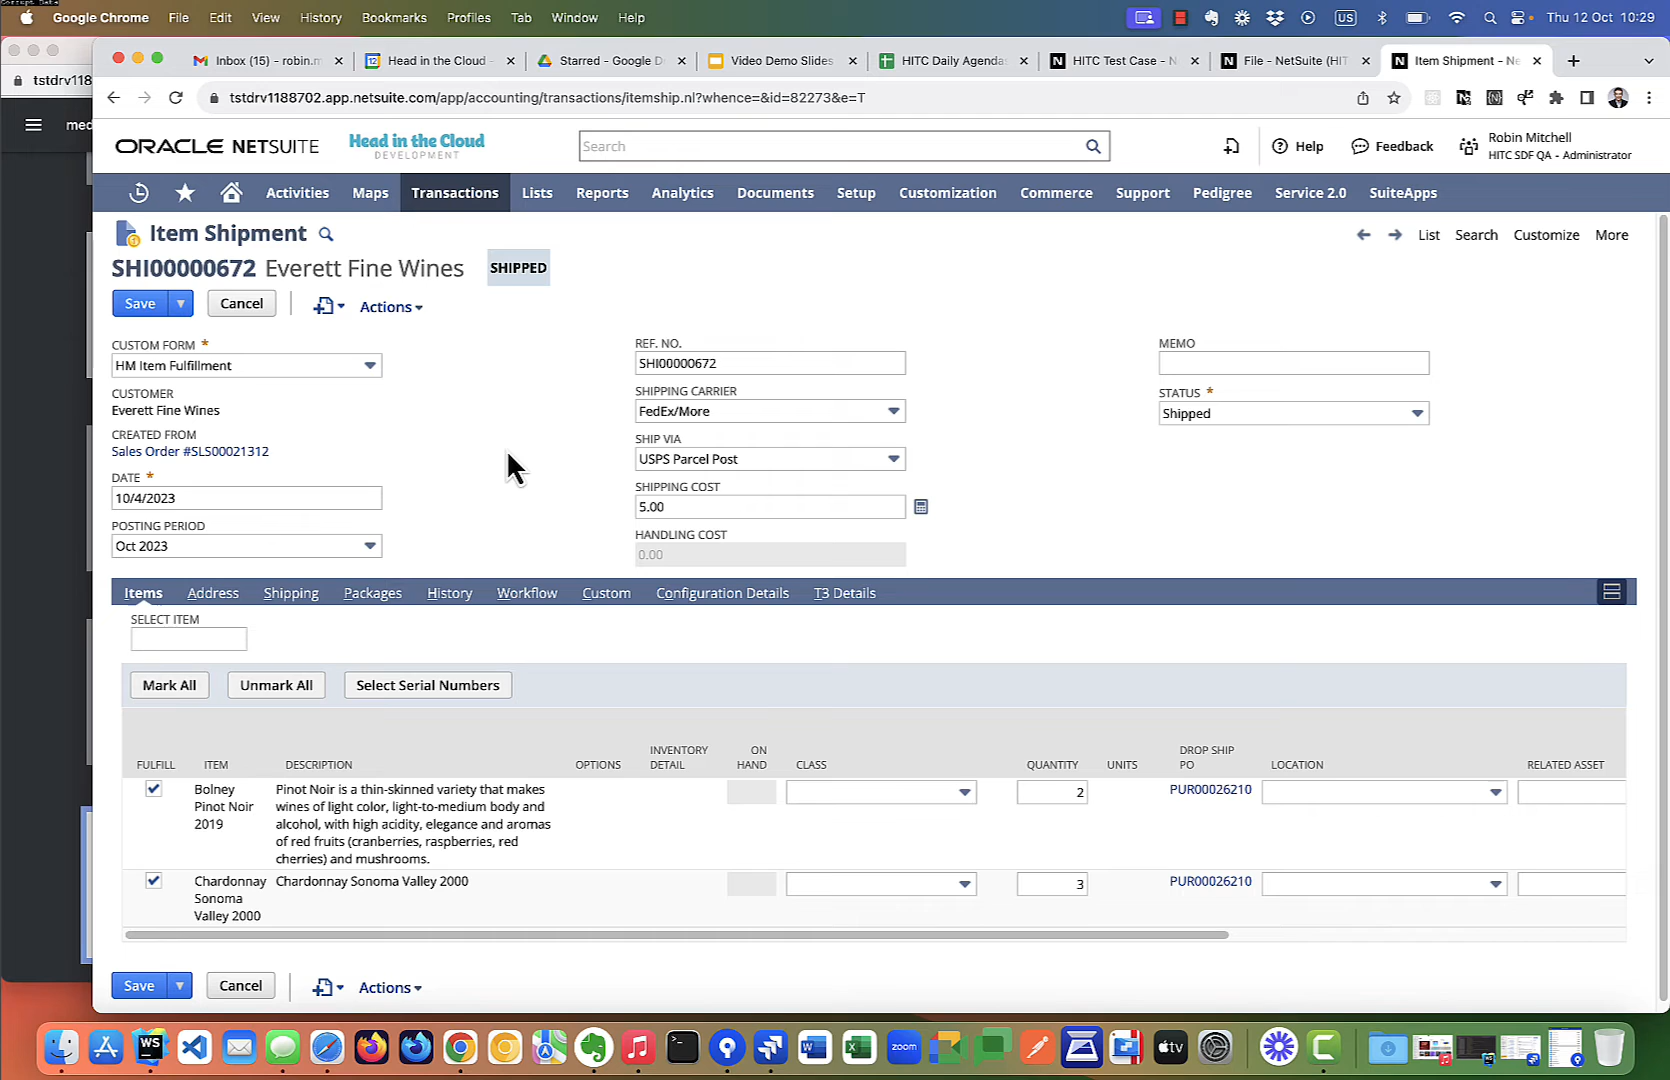 Google Chrome File Edit View History Bookmarks Profiles Tab Window Help US Thu 12 Oct 10:29
Inbox (15) - robin.m Head in the Cloud - Starred - Google D Video Demo Slides HITC Daily Agenda HITC Test Case - N File - NetSuite (HIT Item Shipment - Ne
tstdrv118 tstdrv1188702.app.netsuite.com/app/accounting/transactions/itemship.nl?whence=&id=82273&e=T
med ORACLE NETSUITE Head in the Cloud
DEVELOPMENT
Search
Help Feedback Robin Mitchell
HITC SDF QA - Administrator
Activities Maps Transactions Lists Reports Analytics Documents Setup Customization Commerce Support Pedigree Service 2.0 SuiteApps
Item Shipment List Search Customize More
SHI00000672 Everett Fine Wines SHIPPED
Save Cancel Actions
CUSTOM FORM *
HM Item Fulfillment
CUSTOMER
Everett Fine Wines
CREATED FROM
Sales Order #SLS00021312
DATE *
10/4/2023
POSTING PERIOD
Oct 2023
REF. NO.
SHI00000672
SHIPPING CARRIER
FedEx/More
SHIP VIA
USPS Parcel Post
SHIPPING COST
5.00
HANDLING COST
0.00
MEMO
STATUS *
Shipped
Items Address Shipping Packages History Workflow Custom Configuration Details T3 Details
SELECT ITEM
Mark All Unmark All Select Serial Numbers
FULFILL ITEM DESCRIPTION OPTIONS INVENTORY DETAIL ON HAND CLASS QUANTITY UNITS DROP SHIP PO LOCATION RELATED ASSET
Bolney Pinot Noir 2019
Pinot Noir is a thin-skinned variety that makes
wines of light color, light-to-medium body and
alcohol, with high acidity, elegance and aromas
of red fruits (cranberries, raspberries, red
cherries) and mushrooms.
2 PUR00026210
Chardonnay Sonoma Valley 2000
Chardonnay Sonoma Valley 2000
3 PUR00026210
Save Cancel Actions
WS W X zoom tv